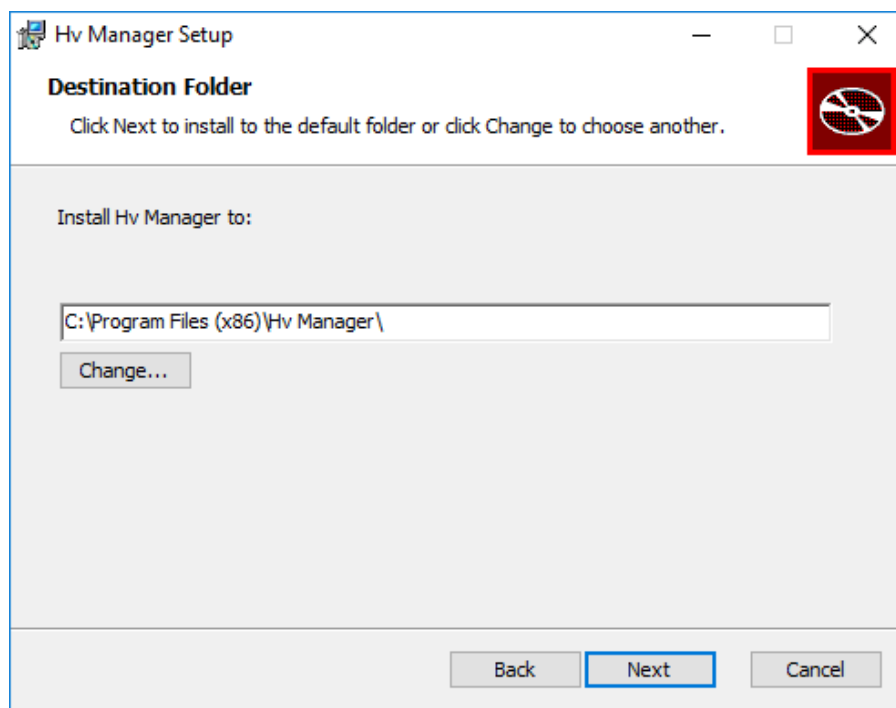 Hv Manager Setup
Destination Folder
Click Next to install to the default folder or click Change to choose another.
Install Hv Manager to:
C:\Program Files (x86)\Hv Manager\
Change...
Back Next Cancel